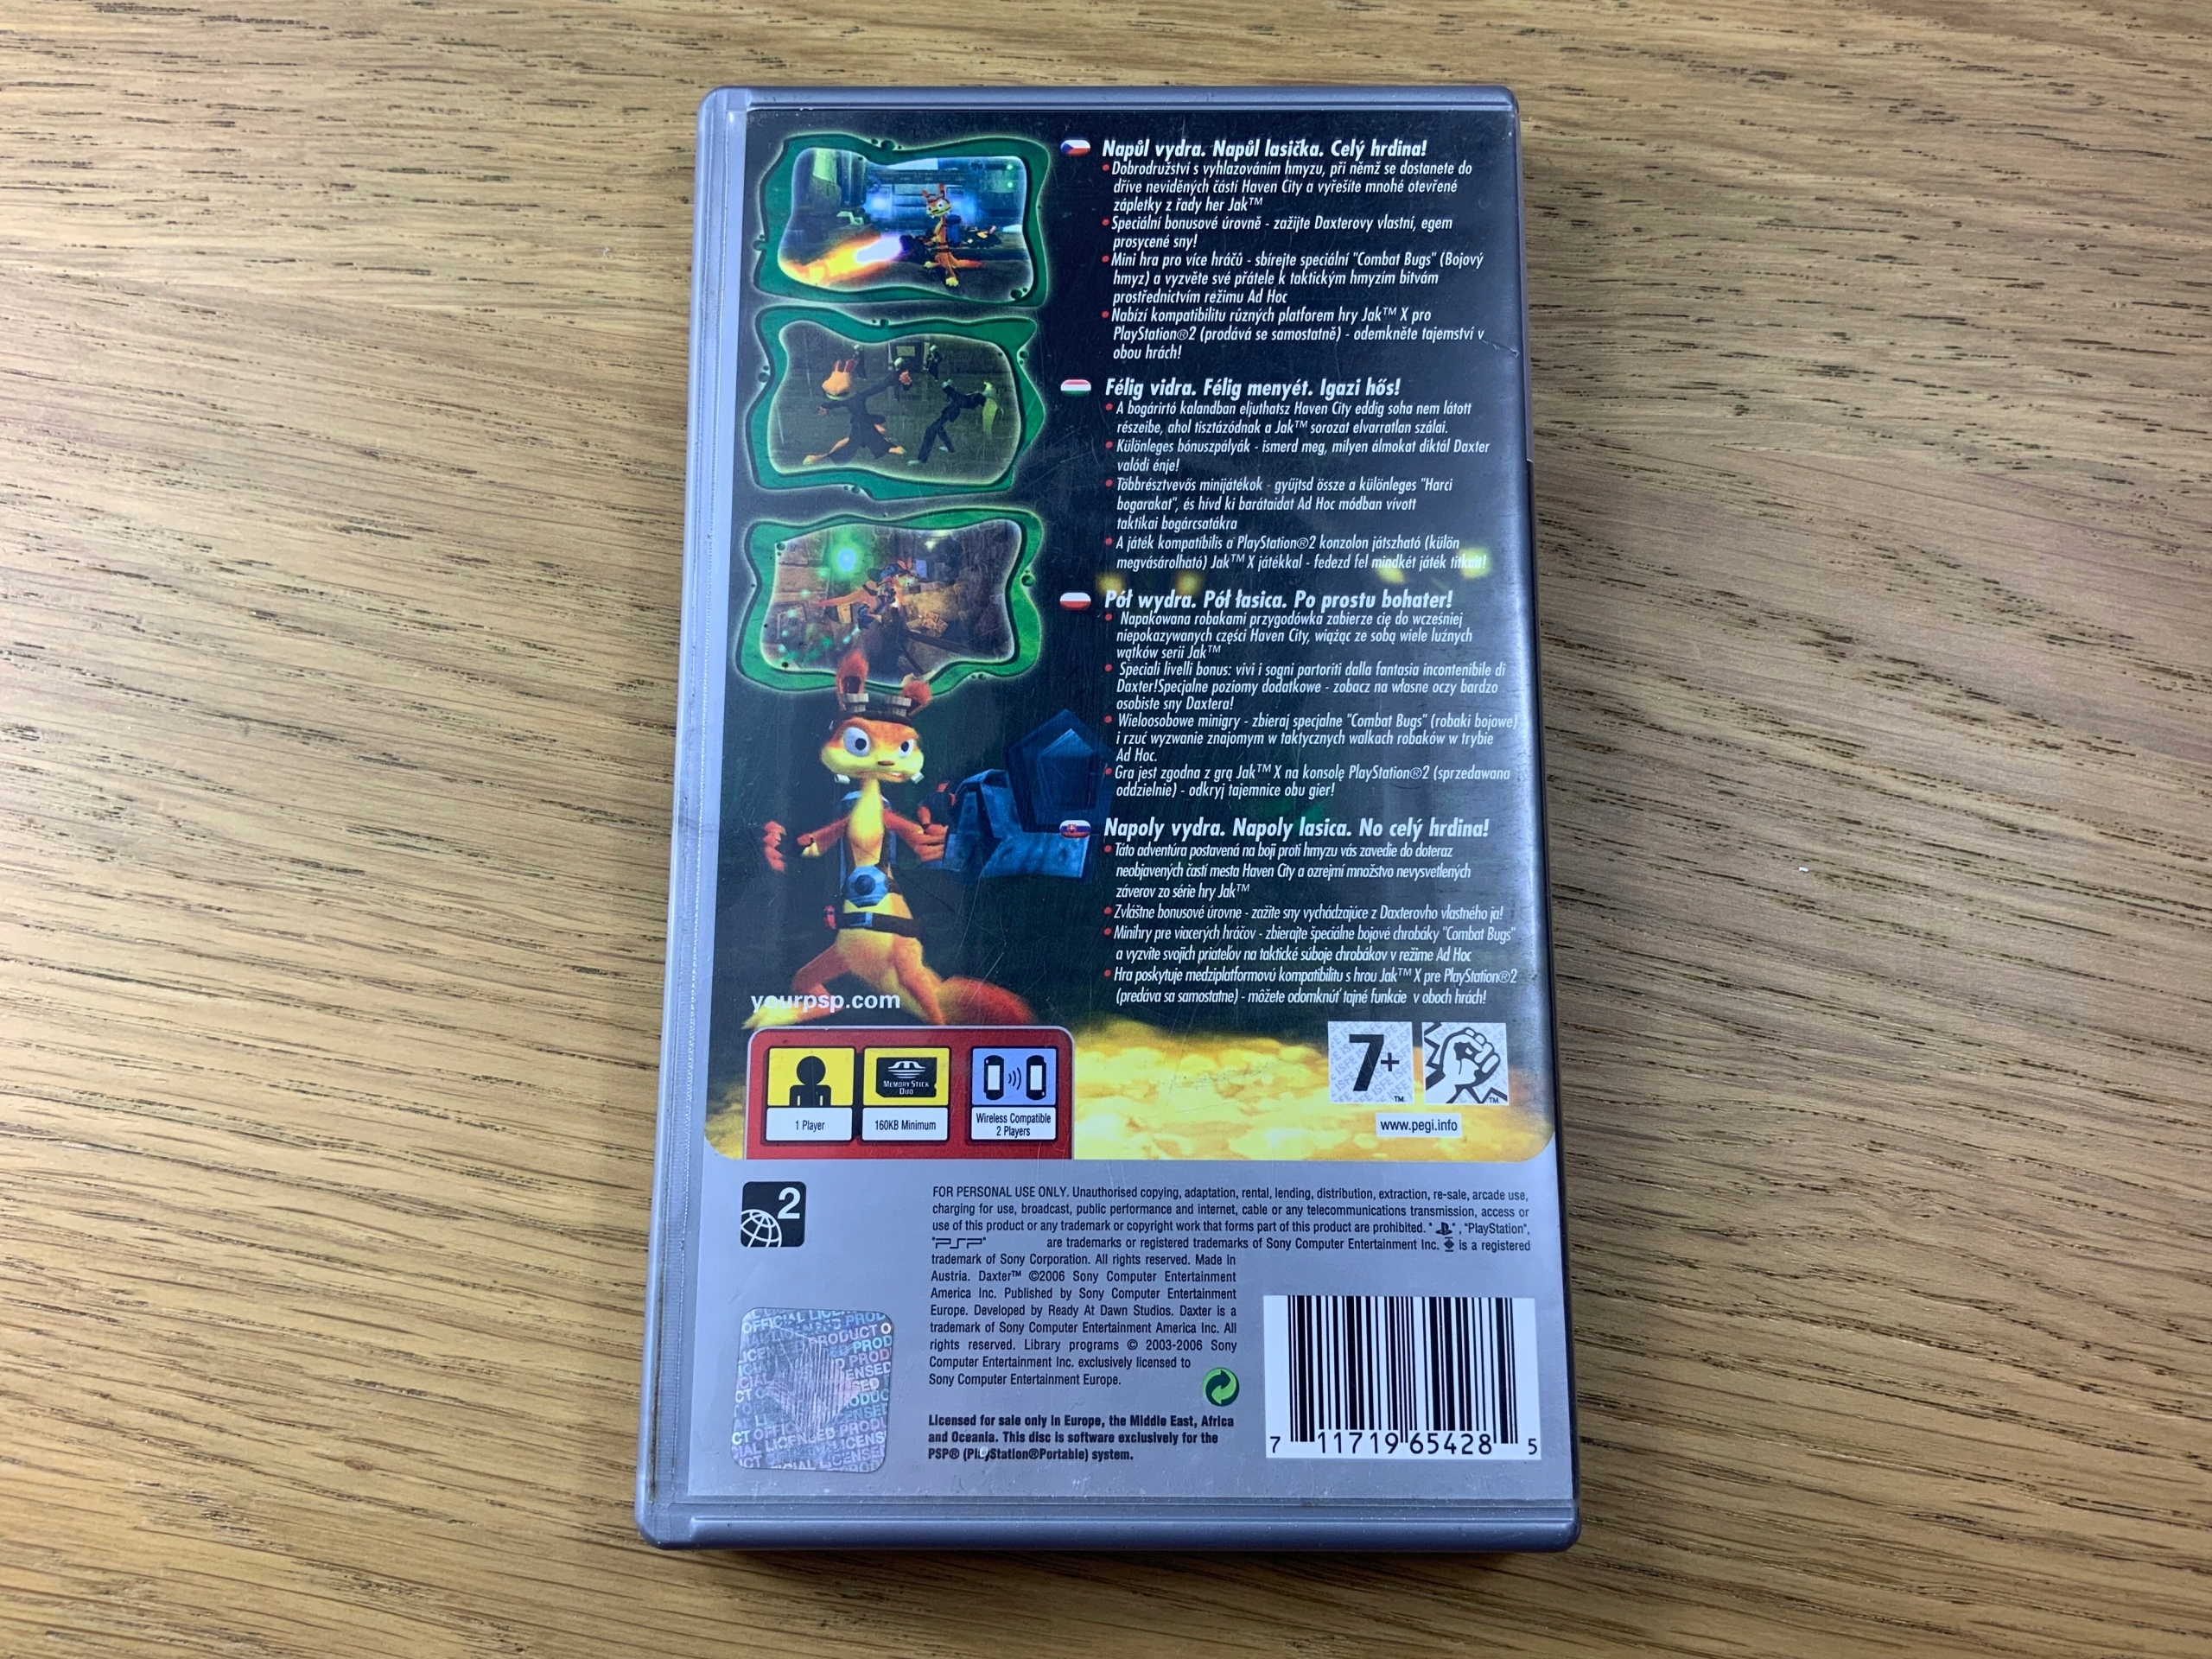 Napůl vydra. Napůl lasička. Celý hrdina!
Dobrodružství s vyhlazováním hmyzu, při němž se dostanete do
dříve neviděných částí Haven City a vyřešíte mnohé otevřené
zápletky z řady her Jak™
Speciální bonusové úrovně - zažijte Daxterovy vlastní, egem
prosycené sny!
Mini hra pro více hráčů - sbírejte speciální "Combat Bugs" (Bojový
hmyz) a vyzvěte své přátele k taktickým hmyzím bitvám
prostřednictvím režimu Ad Hoc
Nabízí kompatibilitu různých platforem hry Jak™ X pro
PlayStation®2 (prodává se samostatně) - odemkněte tajemství v
obou hrách!
Félig vidra. Félig menyét. Igazi hős!
A bogárirtó kalandban eljuthatsz Haven City eddig soha nem látott
részeibe, ahol tisztázódnak a Jak™ sorozat elvarratlan szálai.
Különleges bónuszpályák - ismerd meg, milyen álmokat diktál Daxter
valódi énje!
Többrésztvevős minijátékok - gyűjtsd össze a különleges "Harci
bogarakat", és hívd ki barátaidat Ad Hoc módban vívott
taktikai bogárcsatákra
A játék kompatibilis a PlayStation®2 konzolon játszható (külön
megvásárolható) Jak™ X játékkal - fedezd fel mindkét játék titkait!
Pół wydra. Pół łasica. Po prostu bohater!
Napakowana robakami przygodówka zabierze cię do wcześniej
niepokazywanych części Haven City, wiążąc ze sobą wiele luźnych
wątków serii Jak™
Speciali livelli bonus: vivi i sogni partoriti dalla fantasia incontenibile di
Daxter!Specjalne poziomy dodatkowe - zobacz na własne oczy bardzo
osobiste sny Daxtera!
Wieloosobowe minigry - zbieraj specjalne "Combat Bugs" (robaki bojowe)
i rzuć wyzwanie znajomym w taktycznych walkach robaków w trybie
Ad Hoc.
Gra jest zgodna z grą Jak™ X na konsolę PlayStation®2 (sprzedawana
oddzielnie) - odkryj tajemnice obu gier!
Napoly vydra. Napoly lasica. No celý hrdina!
Táto adventúra postavená na boji proti hmyzu vás zavedie do doteraz
neobjavených častí mesta Haven City a ozrejmí množstvo nevysvetlených
záverov zo série hry Jak™
Zvláštne bonusové úrovne - zažite sny vychádzajúce z Daxterovho vlastného ja!
Minihry pre viacerých hráčov - zbierajte špeciálne bojové chrobáky "Combat Bugs"
a vyzvite svojich priateľov na taktické súboje chrobákov v režime Ad Hoc
Hra poskytuje medziplatformovú kompatibilitu s hrou Jak™ X pre PlayStation®2
(predáva sa samostatne) - môžete odomknúť tajné funkcie v oboch hrách!
yourpsp.com
1 Player
MEMORY STICK
DUO
160KB Minimum
Wireless Compatible
2 Players
7+
TM
TM
www.pegi.info
2
FOR PERSONAL USE ONLY. Unauthorised copying, adaptation, rental, lending, distribution, extraction, re-sale, arcade use,
charging for use, broadcast, public performance and internet, cable or any telecommunications transmission, access or
use of this product or any trademark or copyright work that forms part of this product are prohibited. " ", "PlayStation",
"PSP" are trademarks or registered trademarks of Sony Computer Entertainment Inc. is a registered
trademark of Sony Corporation. All rights reserved. Made in
Austria. Daxter™ ©2006 Sony Computer Entertainment
America Inc. Published by Sony Computer Entertainment
Europe. Developed by Ready At Dawn Studios. Daxter is a
trademark of Sony Computer Entertainment America Inc. All
rights reserved. Library programs © 2003-2006 Sony
Computer Entertainment Inc. exclusively licensed to
Sony Computer Entertainment Europe.
Licensed for sale only in Europe, the Middle East, Africa
and Oceania. This disc is software exclusively for the
PSP® (PlayStation®Portable) system.
7 11719 65428 5